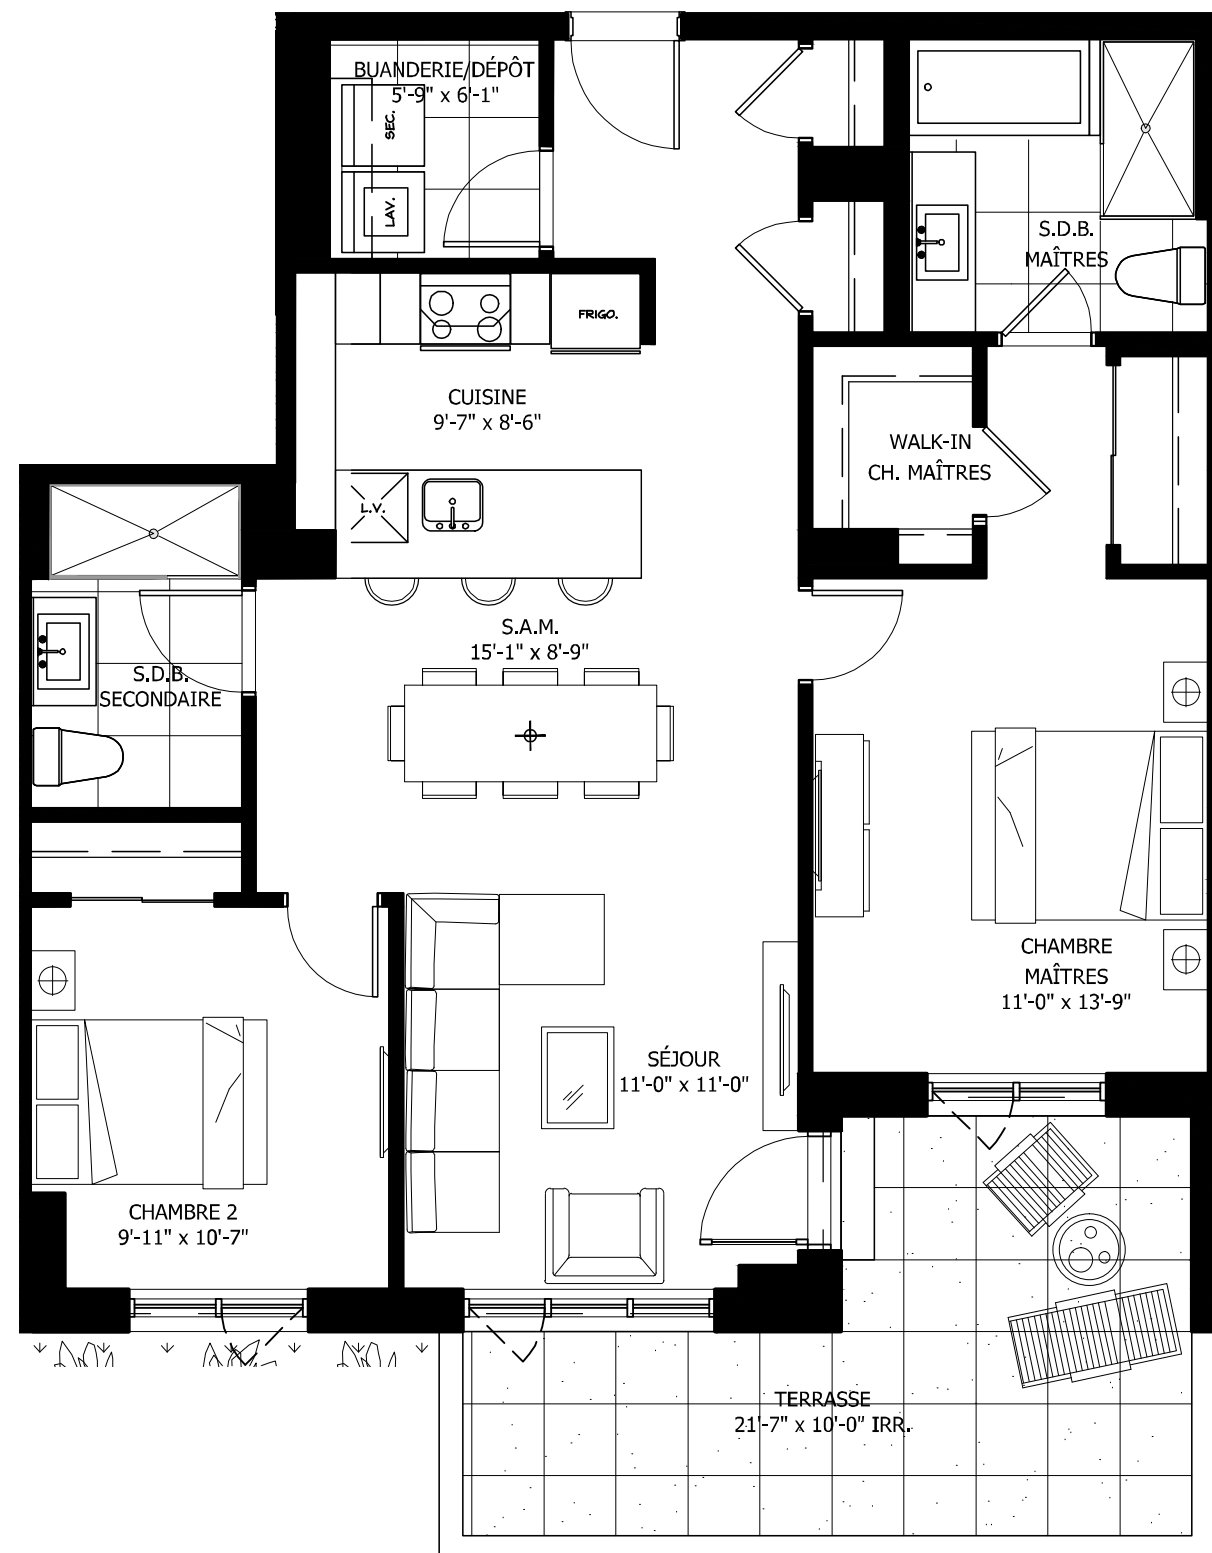 BUANDERIE/DÉPÔT
5'-9" x 6'-1"
SEC.
LAV.
S.D.B.
MAÎTRES
FRIGO.
CUISINE
9'-7" x 8'-6"
WALK-IN
CH. MAÎTRES
L.V.
S.A.M.
15'-1" x 8'-9"
S.D.B.
SECONDAIRE
CHAMBRE
MAÎTRES
11'-0" x 13'-9"
SÉJOUR
11'-0" x 11'-0"
CHAMBRE 2
9'-11" x 10'-7"
TERRASSE
21'-7" x 10'-0" IRR.